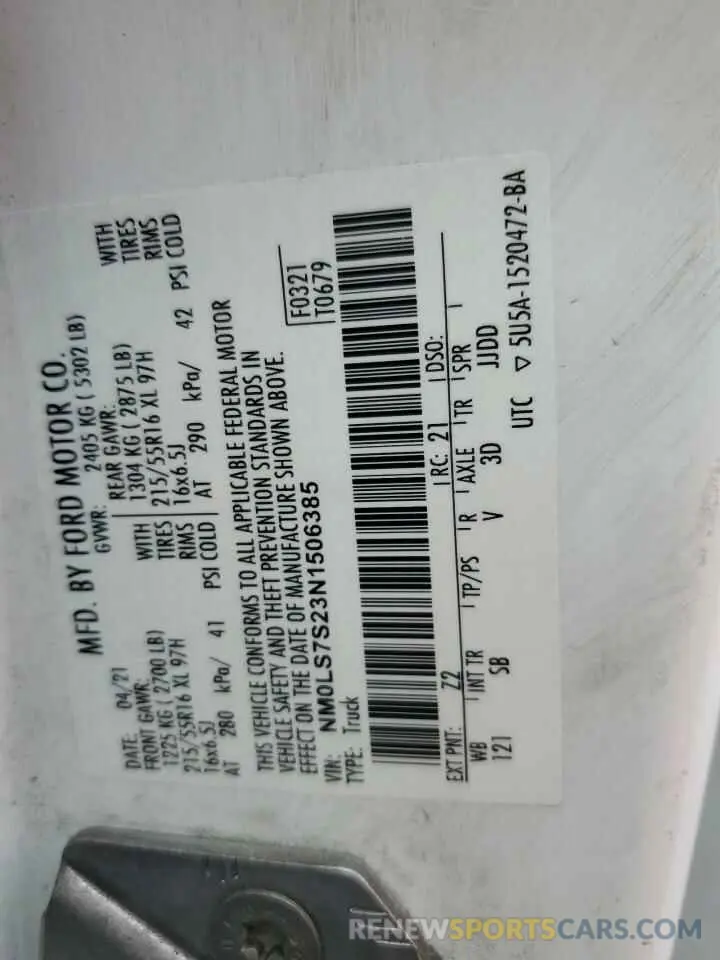 MFD. BY FORD MOTOR CO.
DATE: 04/21 GVWR: 2405 KG ( 5302 LB)
FRONT GAWR: REAR GAWR:
1225 KG ( 2700 LB) WITH 1304 KG ( 2875 LB) WITH
215/55R16 XL 97H TIRES 215/55R16 XL 97H TIRES
16x6.5J RIMS 16x6.5J RIMS
AT 280 kPa/ 41 PSI COLD AT 290 kPa/ 42 PSI COLD
THIS VEHICLE CONFORMS TO ALL APPLICABLE FEDERAL MOTOR
VEHICLE SAFETY AND THEFT PREVENTION STANDARDS IN
EFFECT ON THE DATE OF MANUFACTURE SHOWN ABOVE.
VIN: NM0LS7S23N1506385
TYPE: Truck
F0321
T0679
EXT PNT: Z2 RC: 21 DSO:
WB INT TR TP/PS R AXLE TR SPR
121 SB V 3D JJDD
UTC ▽ 5U5A-1520472-BA
RENEWSPORTSCARS.COM